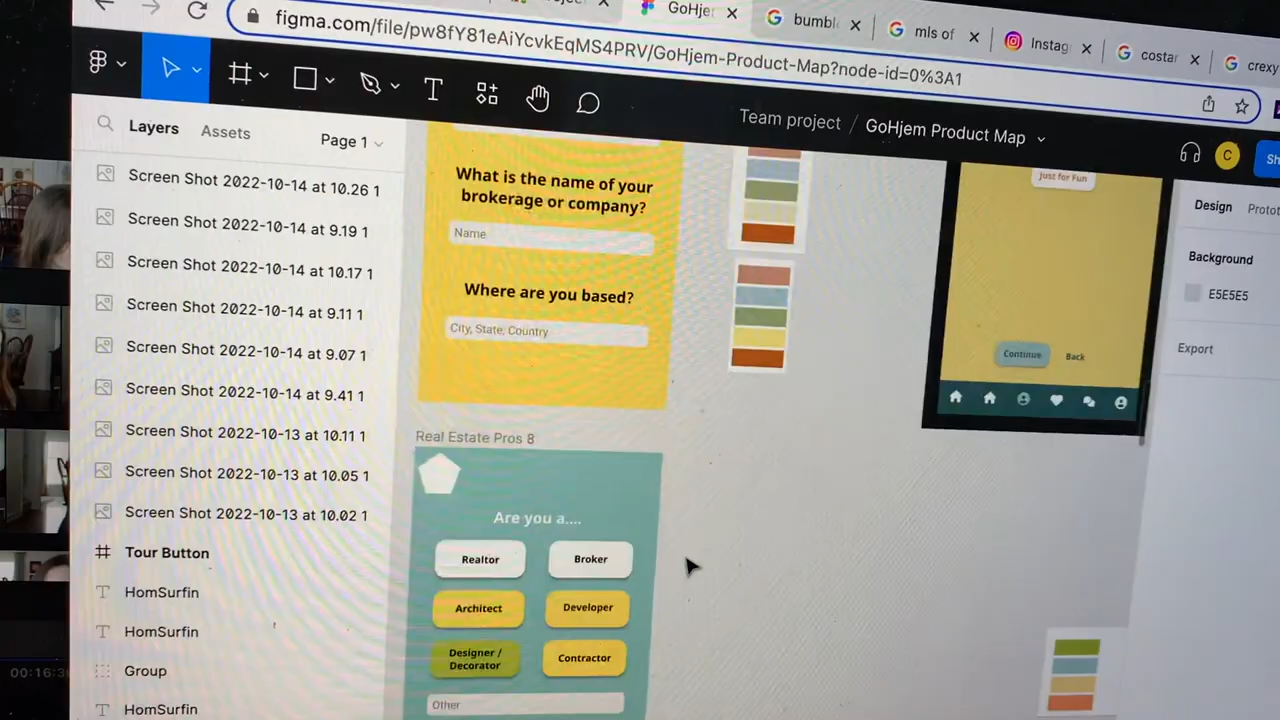 GoHje
bumbl
mls of
Instag
costar
crexy
figma.com/file/pw8fY81eAiYcvkEqMS4PRV/GoHjem-Product-Map?node-id=0%3A1
Team project / GoHjem Product Map
C
Sh
Layers
Assets
Page 1
Screen Shot 2022-10-14 at 10.26 1
Screen Shot 2022-10-14 at 9.19 1
Screen Shot 2022-10-14 at 10.17 1
Screen Shot 2022-10-14 at 9.11 1
Screen Shot 2022-10-14 at 9.07 1
Screen Shot 2022-10-14 at 9.41 1
Screen Shot 2022-10-13 at 10.11 1
Screen Shot 2022-10-13 at 10.05 1
Screen Shot 2022-10-13 at 10.02 1
Tour Button
HomSurfin
HomSurfin
Group
HomSurfin
00:16:3
What is the name of your
brokerage or company?
Name
Where are you based?
City, State, Country
Real Estate Pros 8
Are you a....
Realtor
Broker
Architect
Developer
Designer /
Decorator
Contractor
Other
Just for Fun
Continue
Back
Design
Proto
Background
E5E5E5
Export